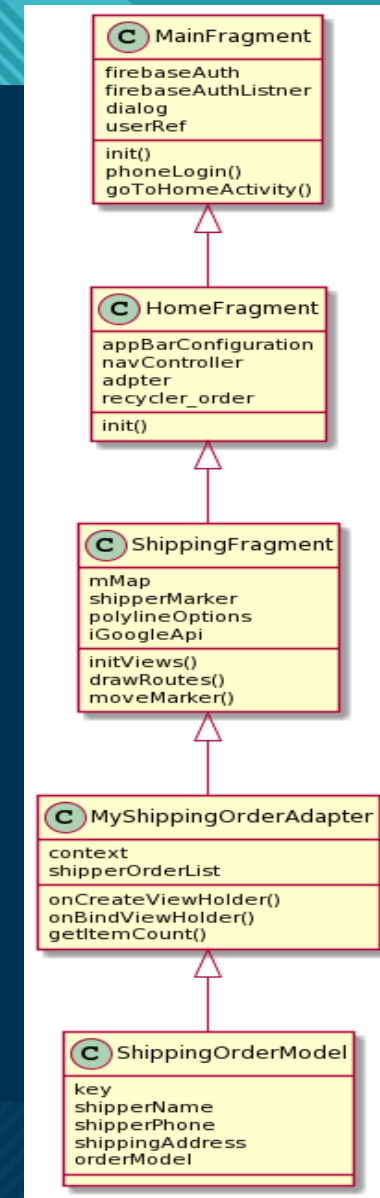 C MainFragment
firebaseAuth
firebaseAuthListner
dialog
userRef
init()
phoneLogin()
goToHomeActivity()
C HomeFragment
appBarConfiguration
navController
adpter
recycler_order
init()
C ShippingFragment
mMap
shipperMarker
polylineOptions
iGoogleApi
initViews()
drawRoutes()
moveMarker()
C MyShippingOrderAdapter
context
shipperOrderList
onCreateViewHolder()
onBindViewHolder()
getItemCount()
C ShippingOrderModel
key
shipperName
shipperPhone
shippingAddress
orderModel